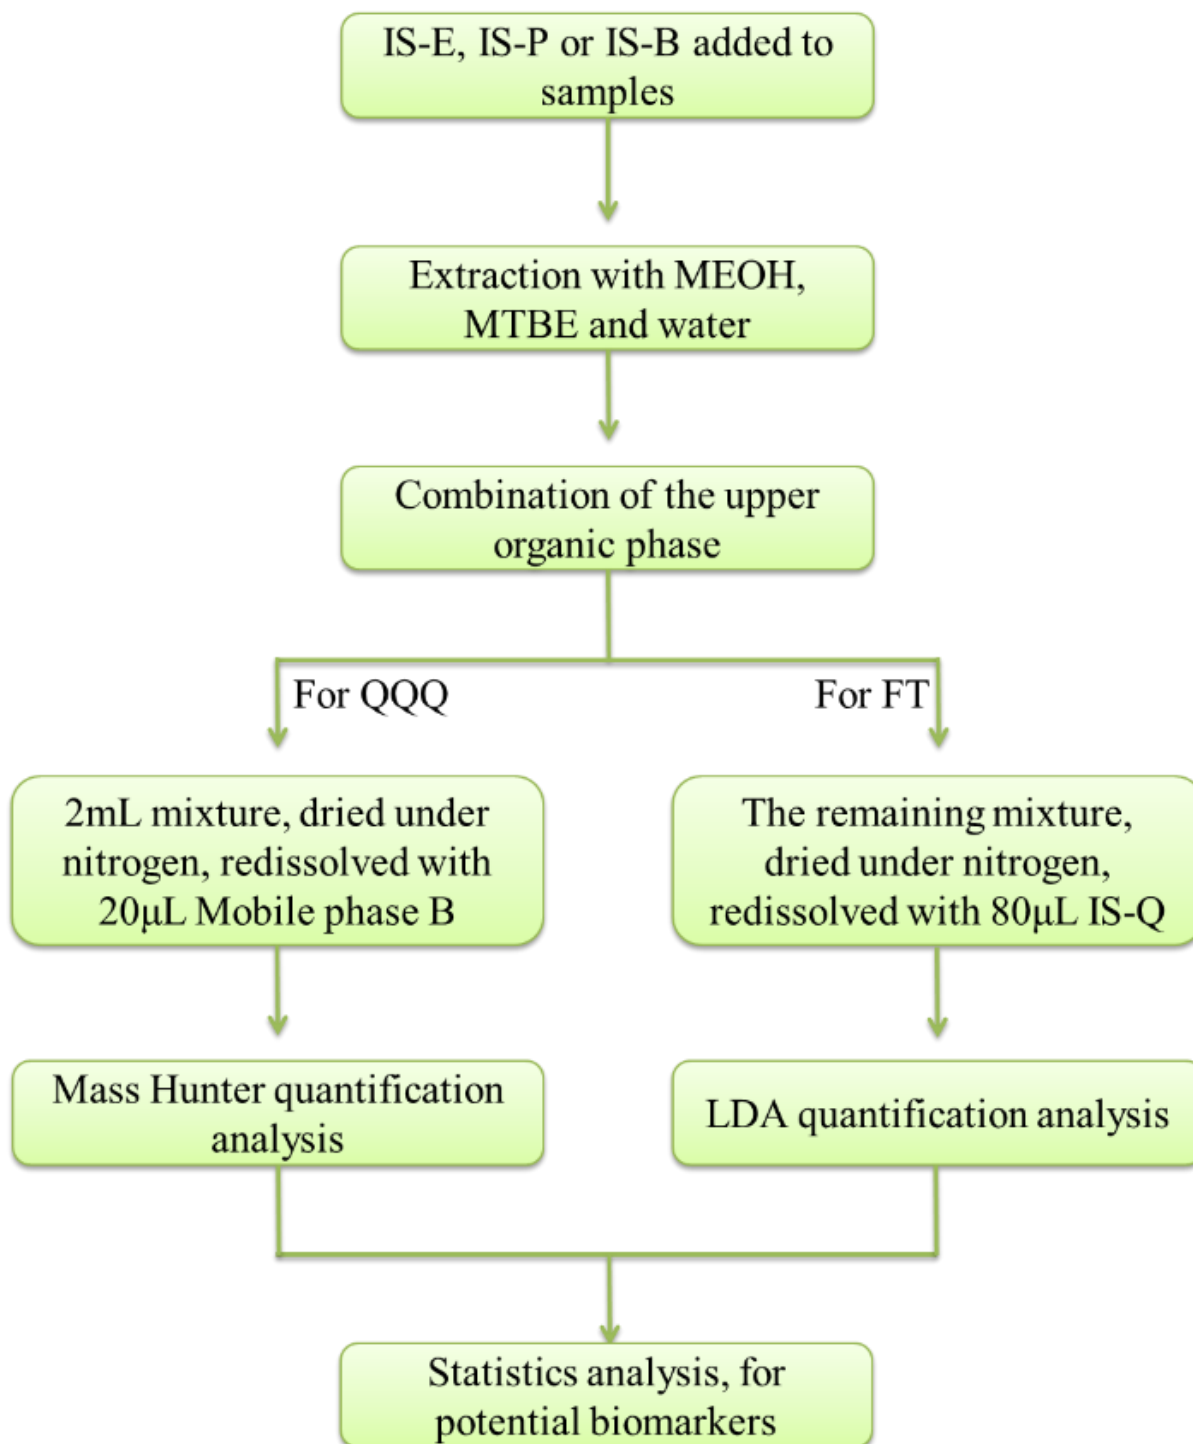 IS-E, IS-P or IS-B added to
samples
Extraction with MEOH,
MTBE and water
Combination of the upper
organic phase
For QQQ
For FT
2mL mixture, dried under
nitrogen, redissolved with
20μL Mobile phase B
The remaining mixture,
dried under nitrogen,
redissolved with 80μL IS-Q
Mass Hunter quantification
analysis
LDA quantification analysis
Statistics analysis, for
potential biomarkers